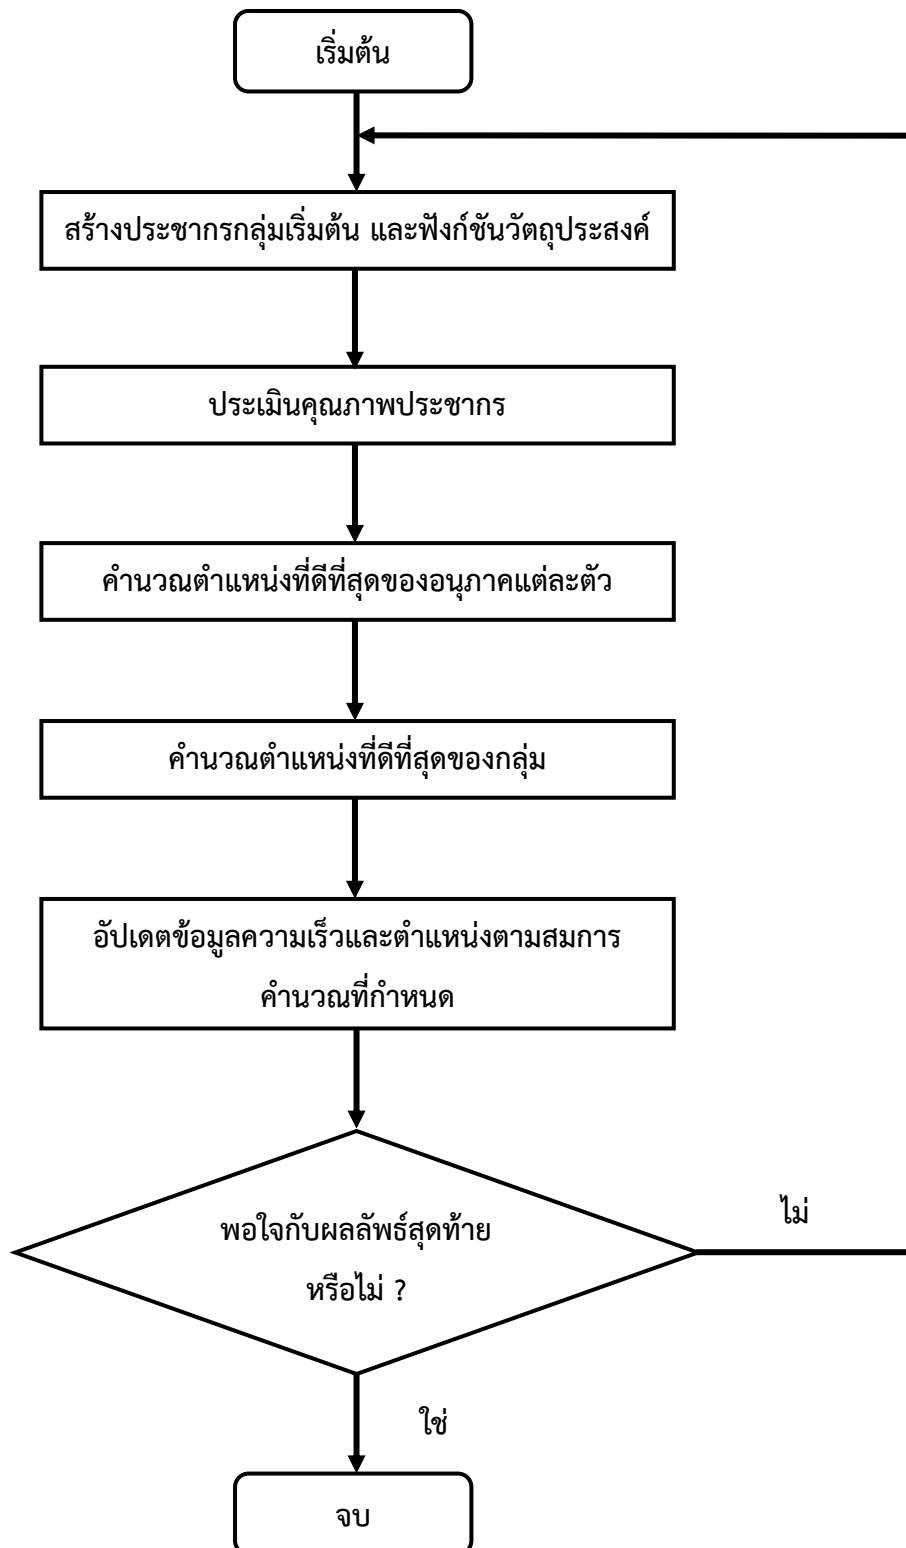 เริ่มต้น
สร้างประชากรกลุ่มเริ่มต้น และฟังก์ชันวัตถุประสงค์
ประเมินคุณภาพประชากร
คำนวณตำแหน่งที่ดีที่สุดของอนุภาคแต่ละตัว
คำนวณตำแหน่งที่ดีที่สุดของกลุ่ม
อัปเดตข้อมูลความเร็วและตำแหน่งตามสมการ
คำนวณที่กำหนด
พอใจกับผลลัพธ์สุดท้าย
หรือไม่ ?
ไม่
ใช่
จบ